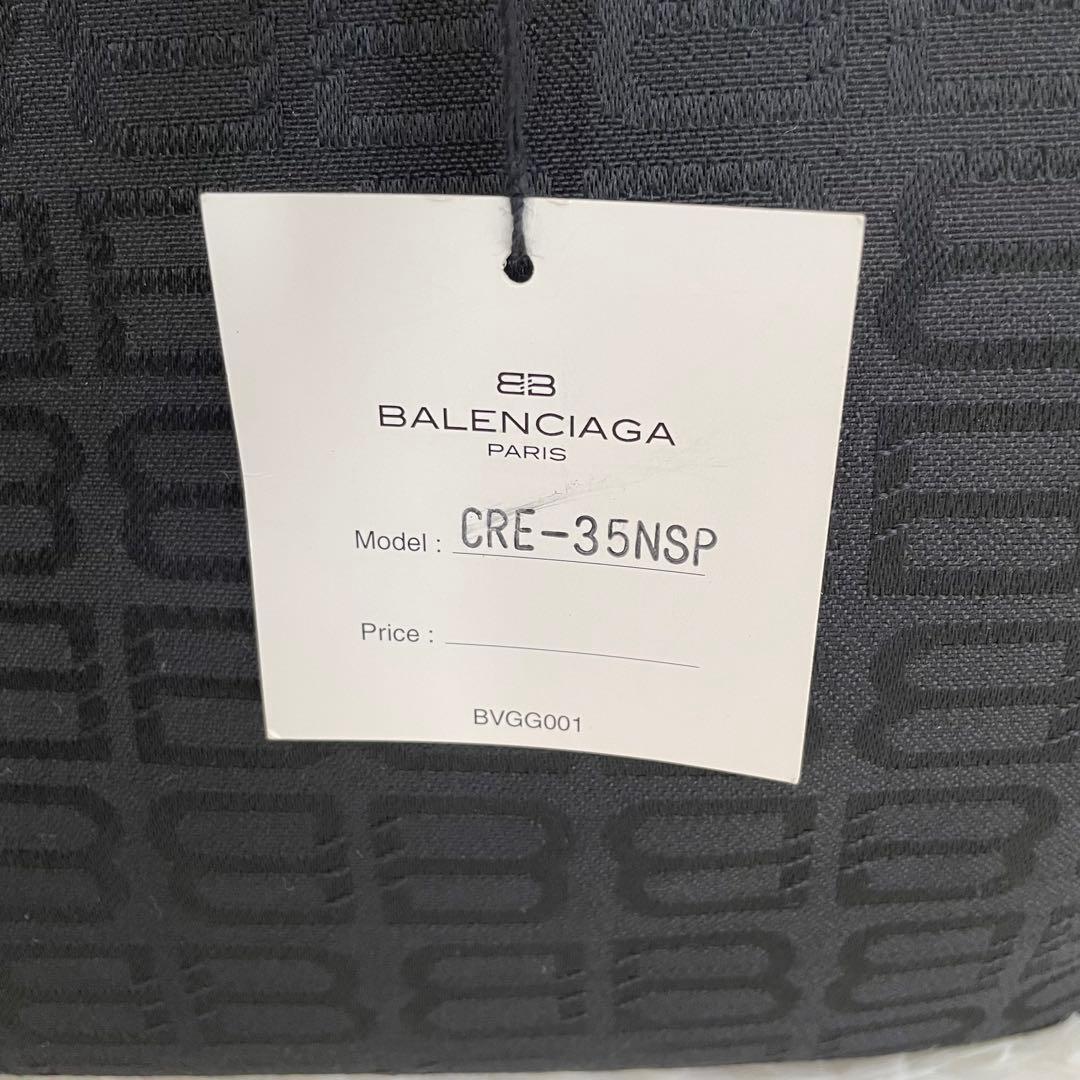 BB
BALENCIAGA
PARIS
Model : CRE-35NSP
Price :
BVGG001